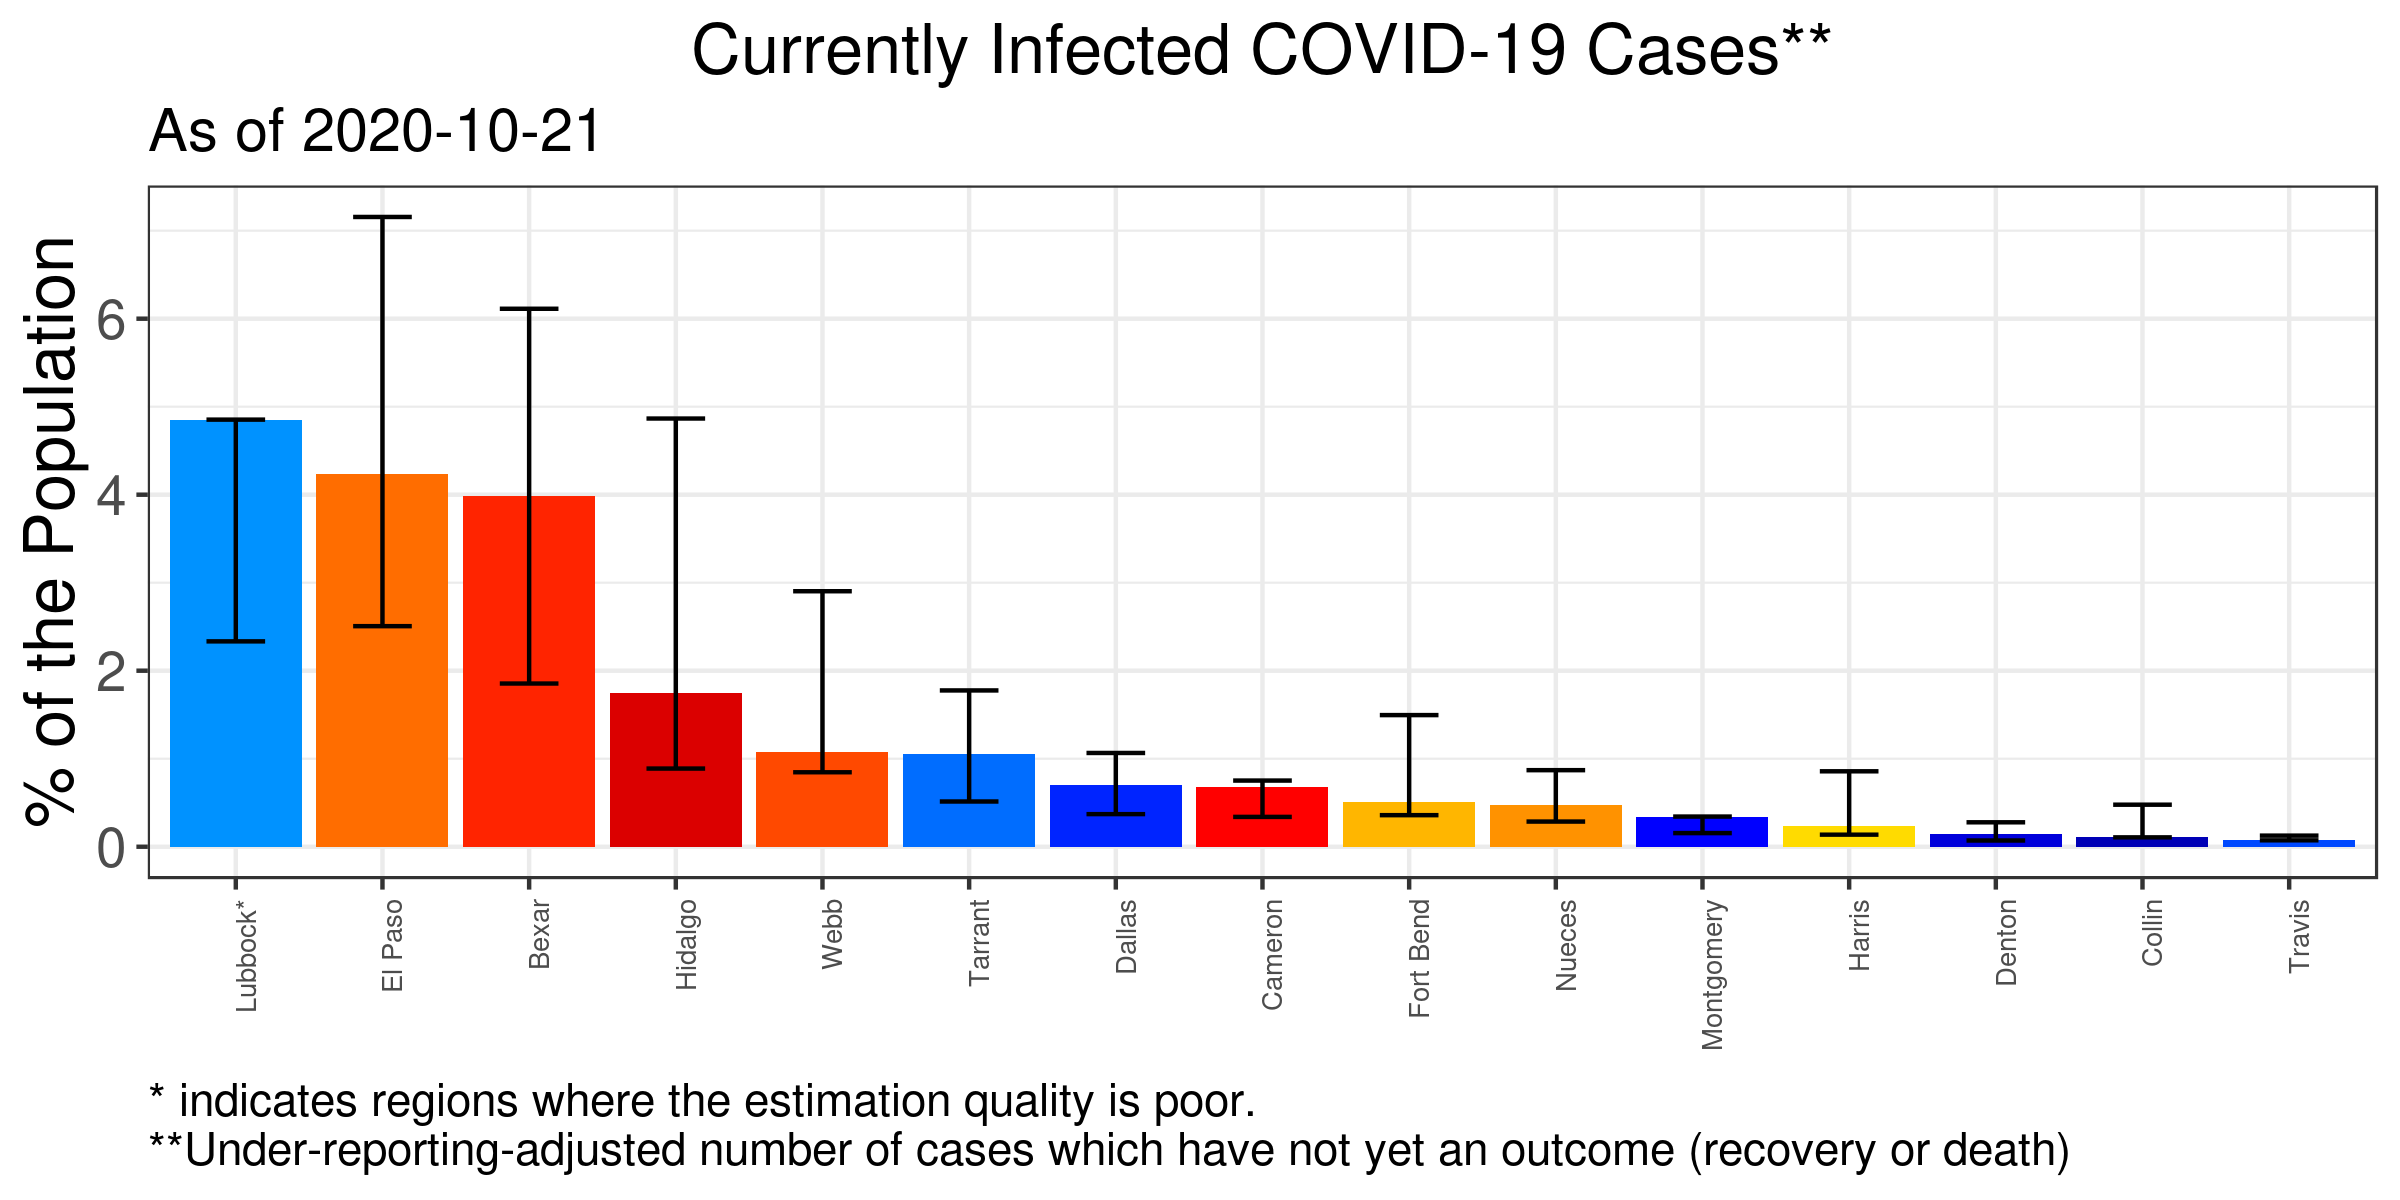 Currently Infected COVID-19 Cases**
As of 2020-10-21
% of the Population
6
4
2
0
Lubbock*
El Paso
Bexar
Hidalgo
Webb
Tarrant
Dallas
Cameron
Fort Bend
Nueces
Montgomery
Harris
Denton
Collin
Travis
* indicates regions where the estimation quality is poor.
**Under-reporting-adjusted number of cases which have not yet an outcome (recovery or death)